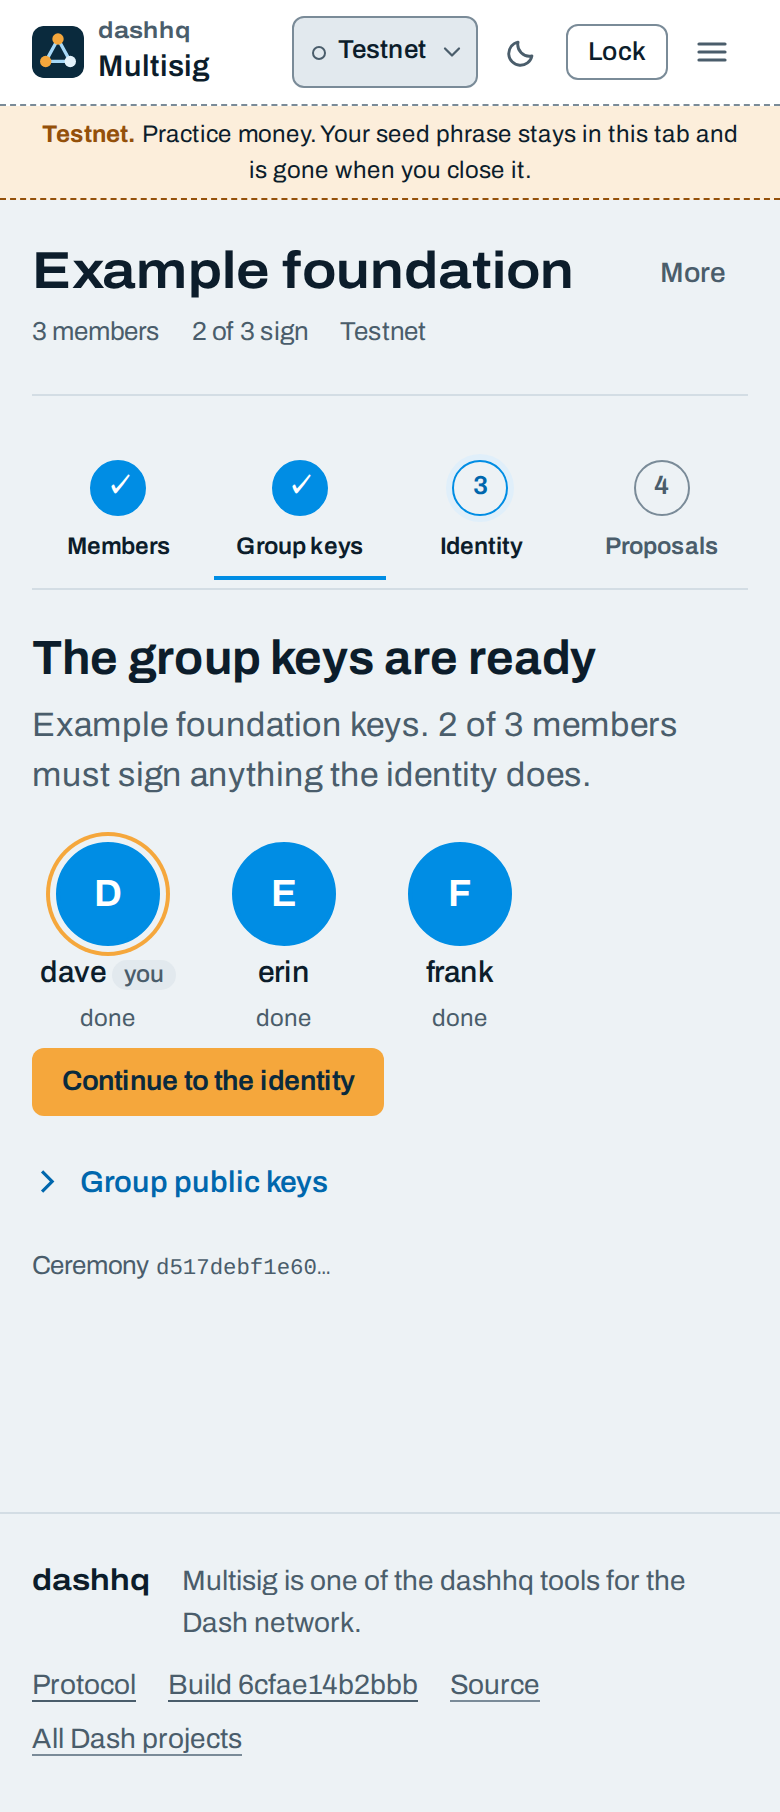 dashhq
Multisig
Testnet
Lock
Testnet. Practice money. Your seed phrase stays in this tab and
is gone when you close it.
Example foundation
More
3 members 2 of 3 sign Testnet
✓ ✓ 3 4
Members Group keys Identity Proposals
The group keys are ready
Example foundation keys. 2 of 3 members
must sign anything the identity does.
D E F
dave you erin frank
done done done
Continue to the identity
Group public keys
Ceremony d517debf1e60…
dashhq Multisig is one of the dashhq tools for the
Dash network.
Protocol Build 6cfae14b2bbb Source
All Dash projects